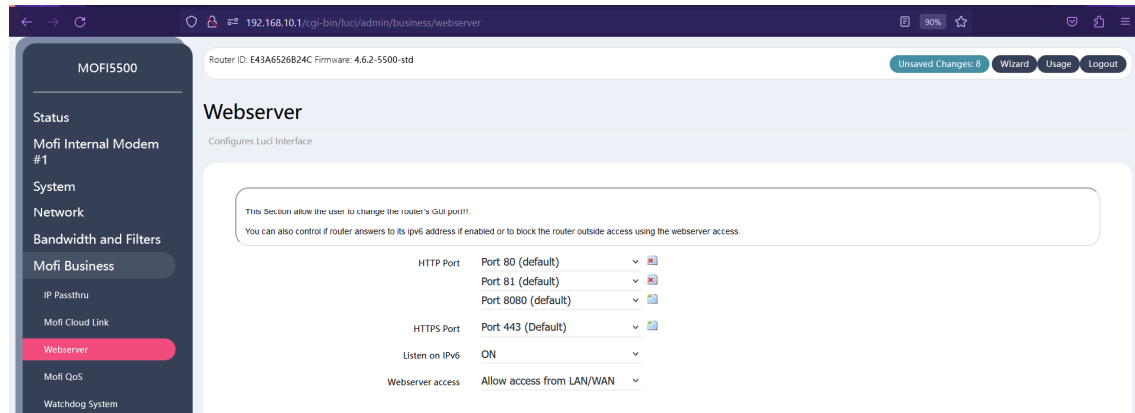 192.168.10.1/cgi-bin/luci/admin/business/webserver
90%
MOFI5500
Router ID: E43A6526B24C Firmware: 4.6.2-5500-std
Unsaved Changes: 8
Wizard
Usage
Logout
Status
Mofi Internal Modem
#1
System
Network
Bandwidth and Filters
Mofi Business
IP Passthru
Mofi Cloud Link
Webserver
Mofi QoS
Watchdog System
Webserver
Configures Luci Interface
This Section allow the user to change the router's GUI port!!.
You can also control if router answers to its ipv6 address if enabled or to block the router outside access using the webserver access.
HTTP Port Port 80 (default)
Port 81 (default)
Port 8080 (default)
HTTPS Port Port 443 (Default)
Listen on IPv6 ON
Webserver access Allow access from LAN/WAN